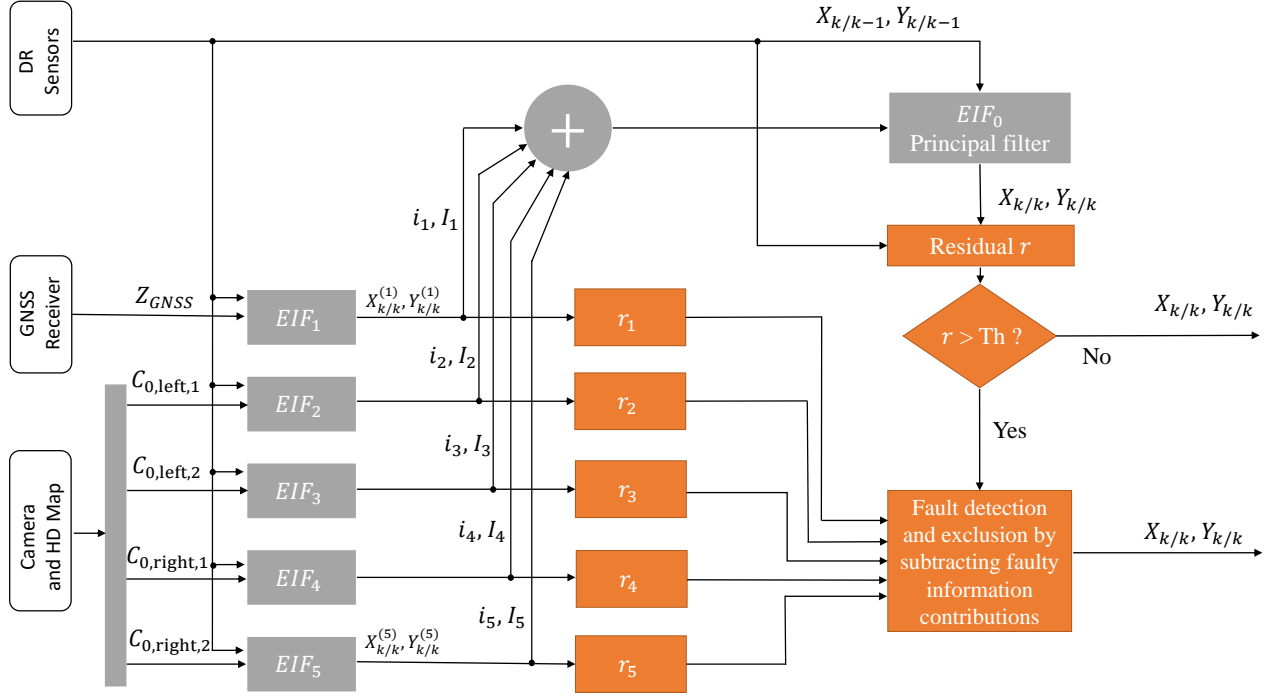 DR
Sensors
X_{k/k-1}, Y_{k/k-1}
+
EIF_0
Principal filter
X_{k/k}, Y_{k/k}
i_1, I_1
Residual r
GNSS
Receiver
Z_{GNSS}
EIF_1
X_{k/k}^{(1)}, Y_{k/k}^{(1)}
r_1
r > Th ?
X_{k/k}, Y_{k/k}
No
i_2, I_2
C_{0,left,1}
EIF_2
r_2
Yes
i_3, I_3
Camera
and HD Map
C_{0,left,2}
EIF_3
r_3
i_4, I_4
C_{0,right,1}
EIF_4
r_4
Fault detection
and exclusion by
subtracting faulty
information
contributions
X_{k/k}, Y_{k/k}
i_5, I_5
C_{0,right,2}
EIF_5
X_{k/k}^{(5)}, Y_{k/k}^{(5)}
r_5